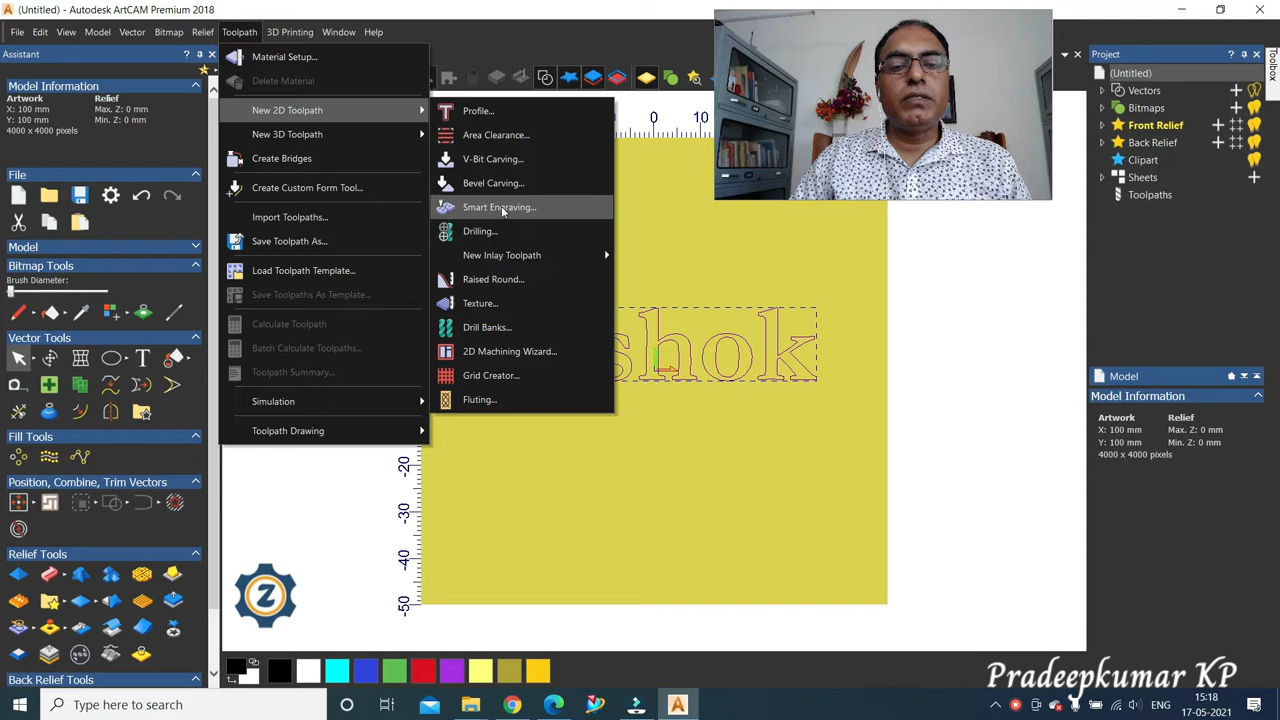 (Untitled) - Autodesk ArtCAM Premium 2018
File Edit View Model Vector Bitmap Relief Toolpath 3D Printing Window Help
Assistant
Model Information
Artwork Relief
X: 100 mm Max. Z: 0 mm
Y: 100 mm Min. Z: 0 mm
4000 x 4000 pixels
File
Model
Bitmap Tools
Brush Diameter:
Vector Tools
Fill Tools
Position, Combine, Trim Vectors
Relief Tools
Back Relief Tools
Material Setup...
Delete Material
New 2D Toolpath
New 3D Toolpath
Create Bridges
Create Custom Form Tool...
Import Toolpaths...
Save Toolpath As...
Load Toolpath Template...
Save Toolpaths As Template...
Calculate Toolpath
Batch Calculate Toolpaths...
Toolpath Summary...
Simulation
Toolpath Drawing
Profile...
Area Clearance...
V-Bit Carving...
Bevel Carving...
Smart Engraving...
Drilling...
New Inlay Toolpath
Raised Round...
Texture...
Drill Banks...
2D Machining Wizard...
Grid Creator...
Fluting...
0 10
shok
-20
-30
-40
-50
Z
Project
Toolbox
(Untitled)
Vectors
Bitmaps
Front Relief
Back Relief
Clipart
Sheets
Toolpaths
Model
Model Information
Artwork Relief
X: 100 mm Max. Z: 0 mm
Y: 100 mm Min. Z: 0 mm
4000 x 4000 pixels
Pradeepkumar KP
Type here to search
15:18
17-05-2021